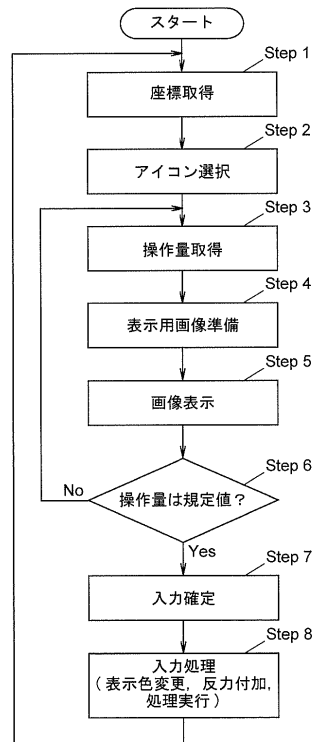 スタート
Step 1
座標取得
Step 2
アイコン選択
Step 3
操作量取得
Step 4
表示用画像準備
Step 5
画像表示
Step 6
操作量は規定値？
No
Yes
Step 7
入力確定
Step 8
入力処理
（表示色変更，反力付加，
処理実行）